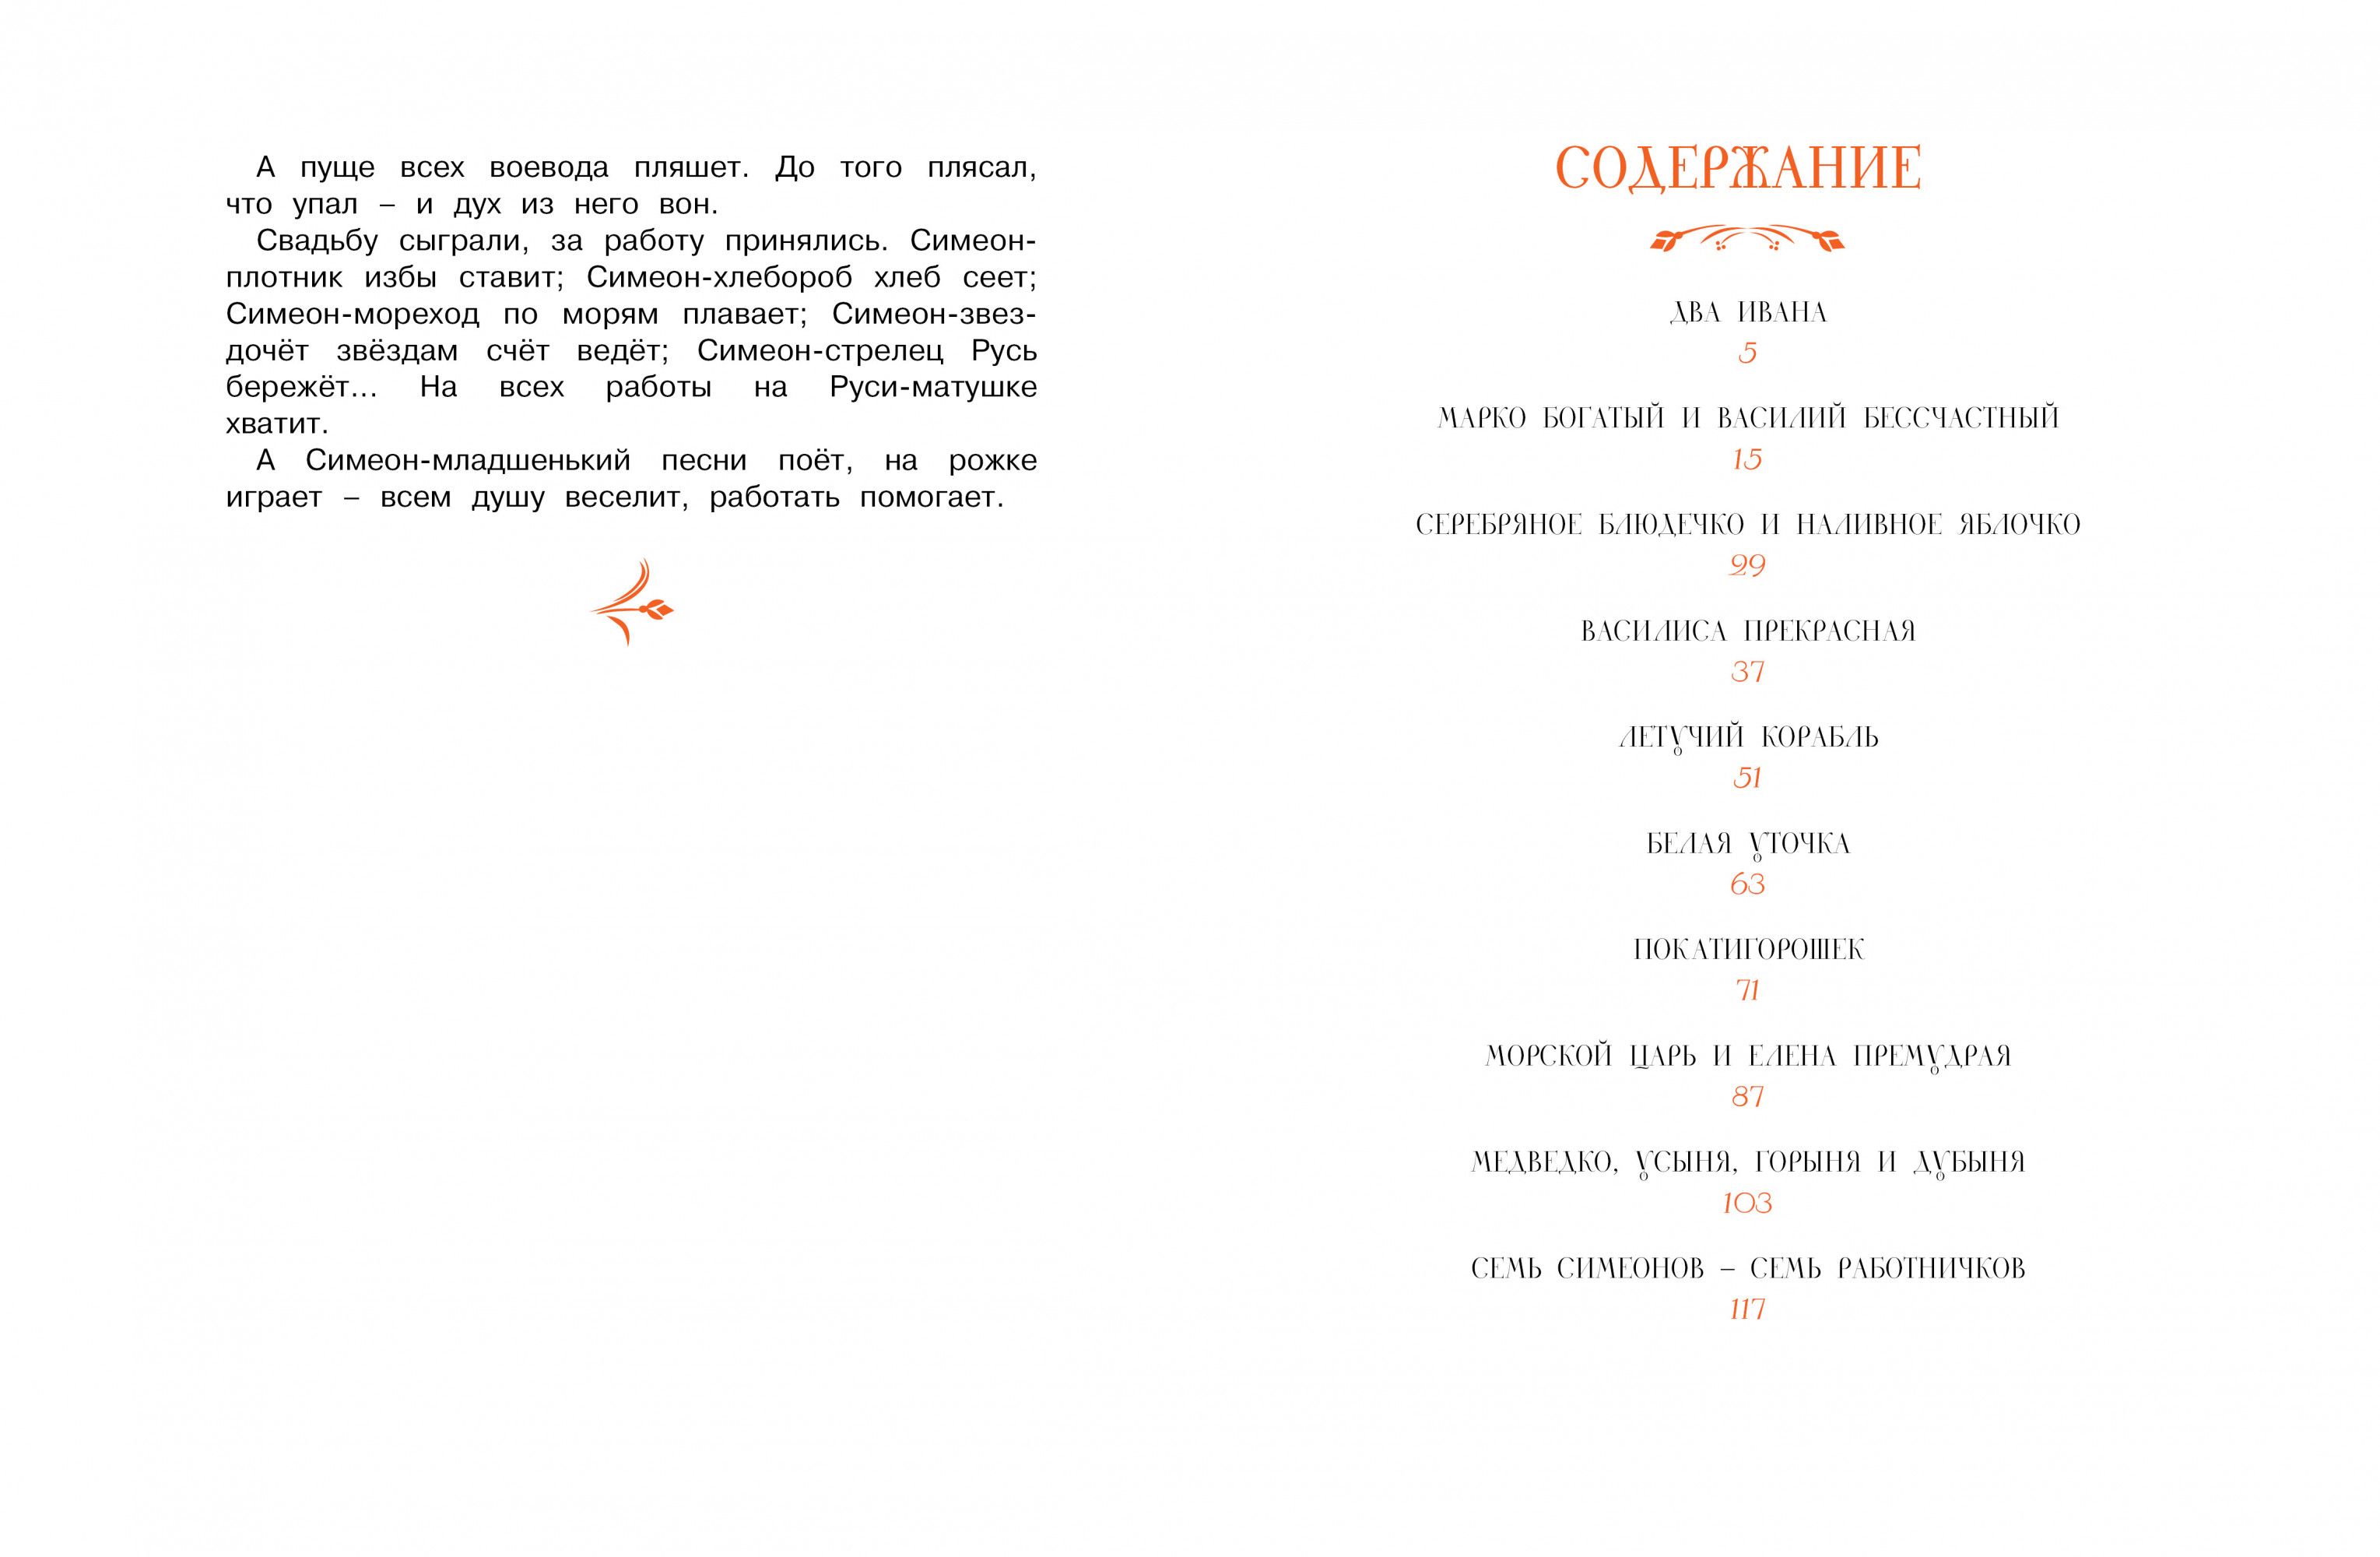 А пуще всех воевода пляшет. До того плясал,
что упал – и дух из него вон.
Свадьбу сыграли, за работу принялись. Симеон-
плотник избы ставит; Симеон-хлебороб хлеб сеет;
Симеон-мореход по морям плавает; Симеон-звез-
дочёт звёздам счёт ведёт; Симеон-стрелец Русь
бережёт... На всех работы на Руси-матушке
хватит.
А Симеон-младшенький песни поёт, на рожке
играет – всем душу веселит, работать помогает.
СОДЕРЖАНИЕ
ДВА ИВАНА
5
МАРКО БОГАТЫЙ И ВАСИЛИЙ БЕССЧАСТНЫЙ
15
СЕРЕБРЯНОЕ БЛЮДЕЧКО И НАЛИВНОЕ ЯБЛОЧКО
29
ВАСИЛИСА ПРЕКРАСНАЯ
37
ЛЕТУЧИЙ КОРАБЛЬ
51
БЕЛАЯ УТОЧКА
63
ПОКАТИГОРОШЕК
71
МОРСКОЙ ЦАРЬ И ЕЛЕНА ПРЕМУДРАЯ
87
МЕДВЕДКО, УСЫНЯ, ГОРЫНЯ И ДУБЫНЯ
103
СЕМЬ СИМЕОНОВ – СЕМЬ РАБОТНИЧКОВ
117